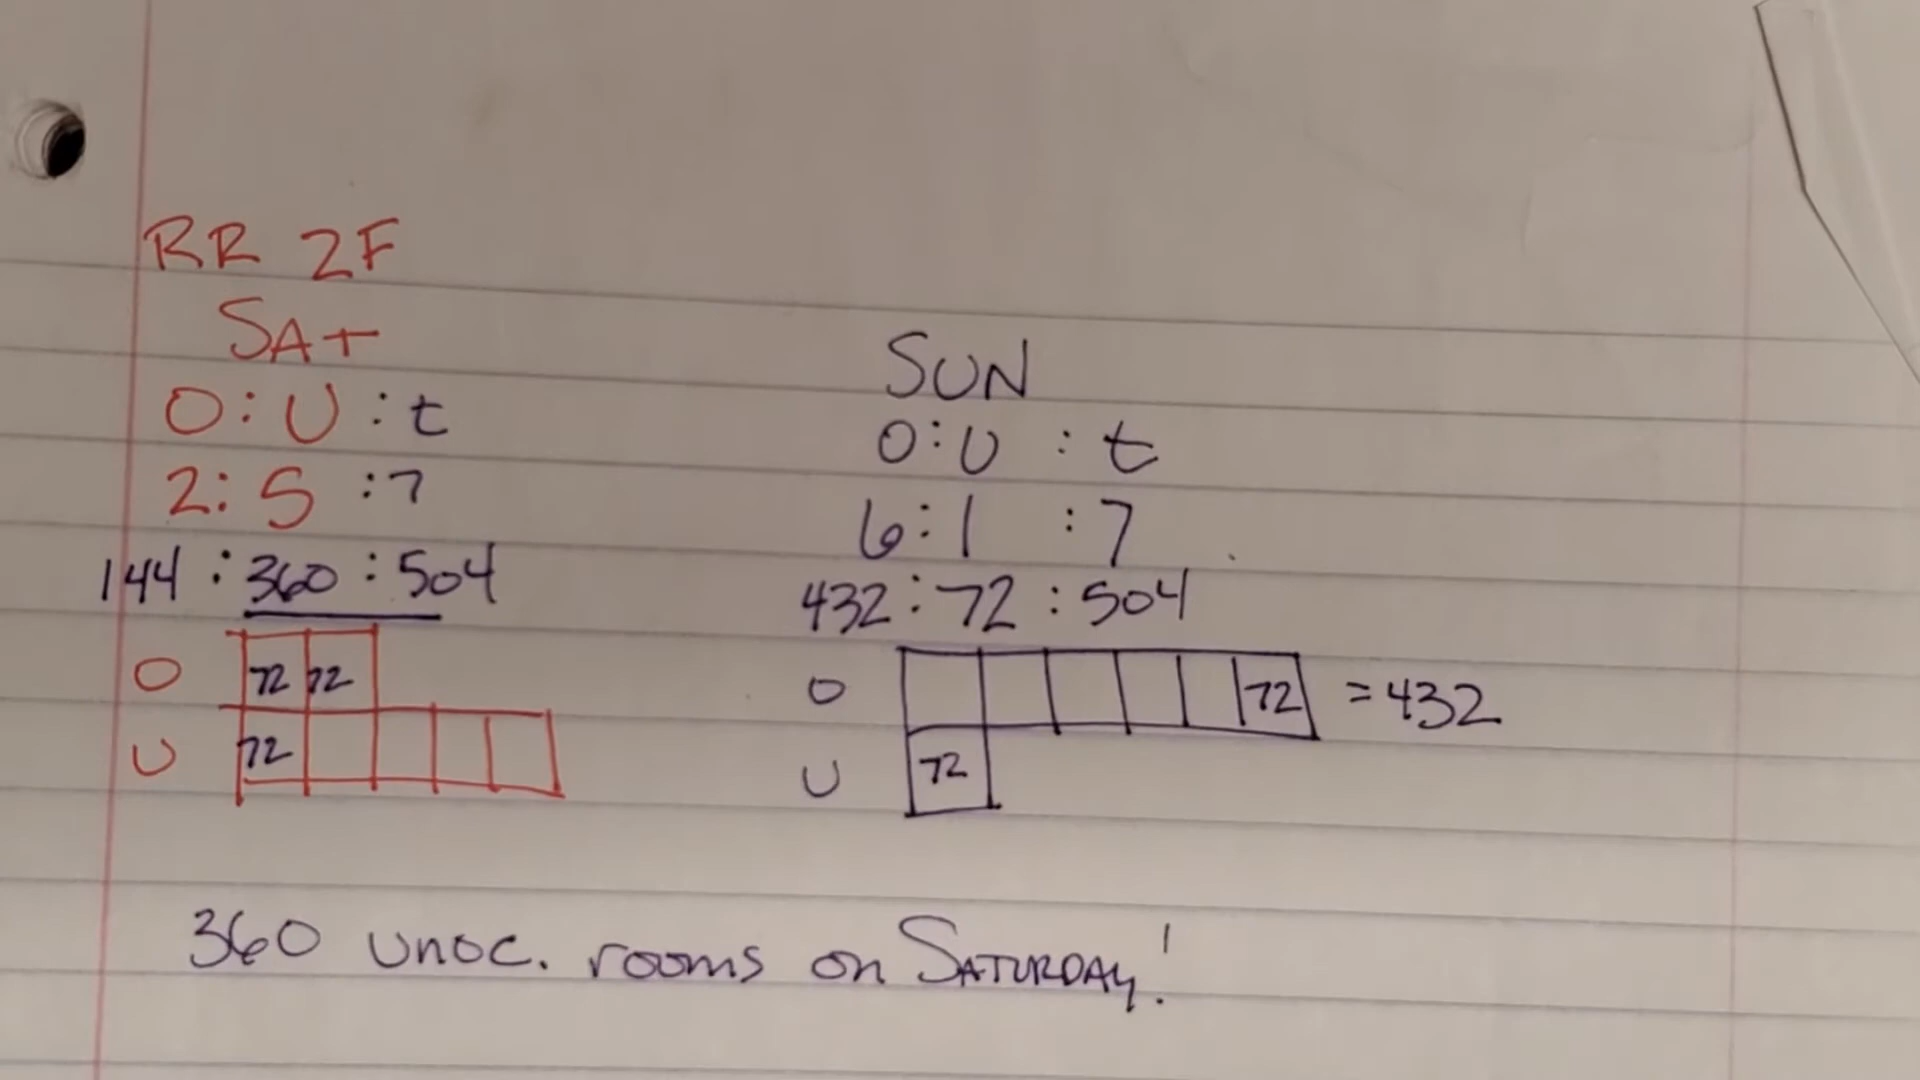 RR 2F
SAT
O:U:t
2:5:7
144:360:504
O 72 72
U 72
SUN
O:U:t
6:1:7
432:72:504
O 72 = 432
U 72
360 unoc. rooms on SATURDAY!